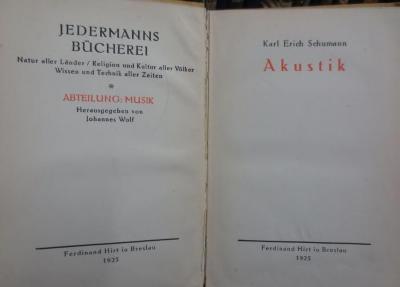 JEDERMANNS
BÜCHEREI
Natur aller Länder / Religion und Kultur aller Völker
Wissen und Technik aller Zeiten
*
ABTEILUNG: MUSIK
Herausgegeben von
Johannes Wolf
Ferdinand Hirt in Breslau
1925
Karl Erich Schumann
Akustik
Ferdinand Hirt in Breslau
1925